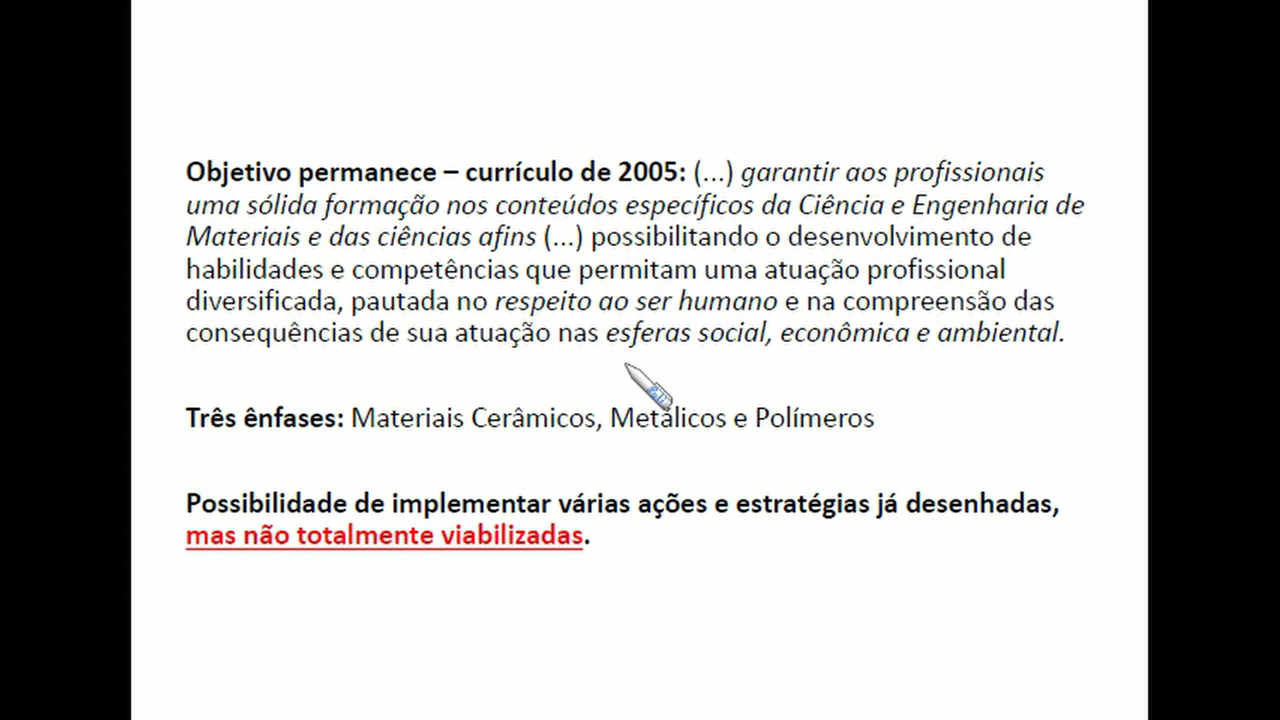 Objetivo permanece – currículo de 2005: (...) garantir aos profissionais
uma sólida formação nos conteúdos específicos da Ciência e Engenharia de
Materiais e das ciências afins (...) possibilitando o desenvolvimento de
habilidades e competências que permitam uma atuação profissional
diversificada, pautada no respeito ao ser humano e na compreensão das
consequências de sua atuação nas esferas social, econômica e ambiental.
Três ênfases: Materiais Cerâmicos, Metálicos e Polímeros
Possibilidade de implementar várias ações e estratégias já desenhadas,
mas não totalmente viabilizadas.